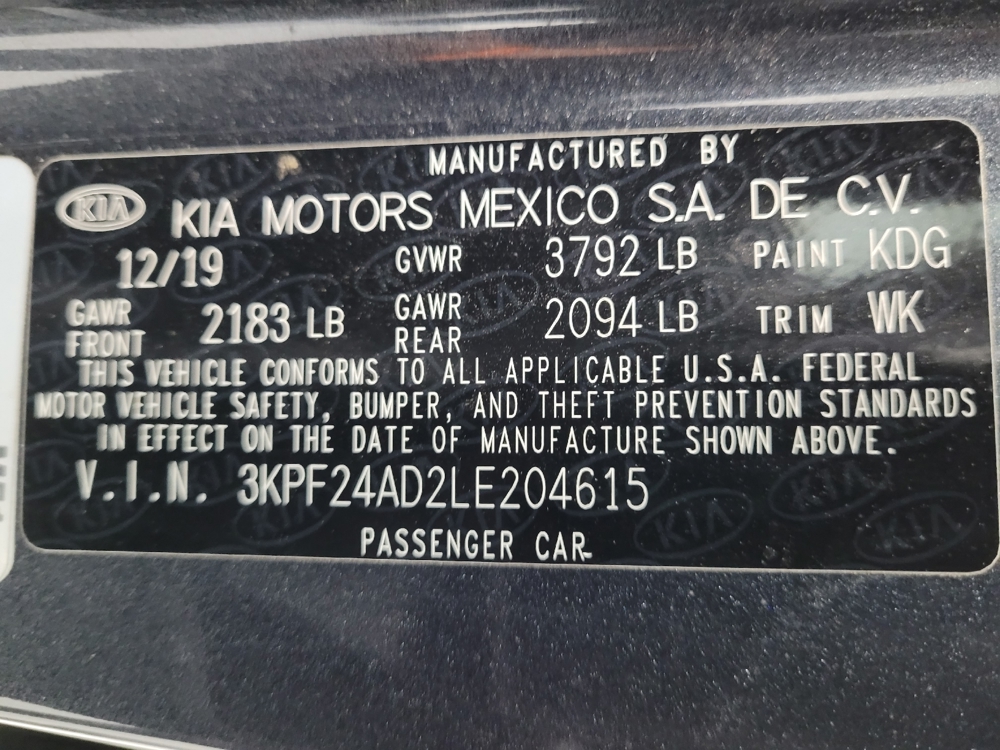 MANUFACTURED BY
KIA KIA MOTORS MEXICO S.A. DE C.V.
12/19 GVWR 3792 LB PAINT KDG
GAWR FRONT 2183 LB GAWR REAR 2094 LB TRIM WK
THIS VEHICLE CONFORMS TO ALL APPLICABLE U.S.A. FEDERAL
MOTOR VEHICLE SAFETY, BUMPER, AND THEFT PREVENTION STANDARDS
IN EFFECT ON THE DATE OF MANUFACTURE SHOWN ABOVE.
V.I.N. 3KPF24AD2LE204615
PASSENGER CAR